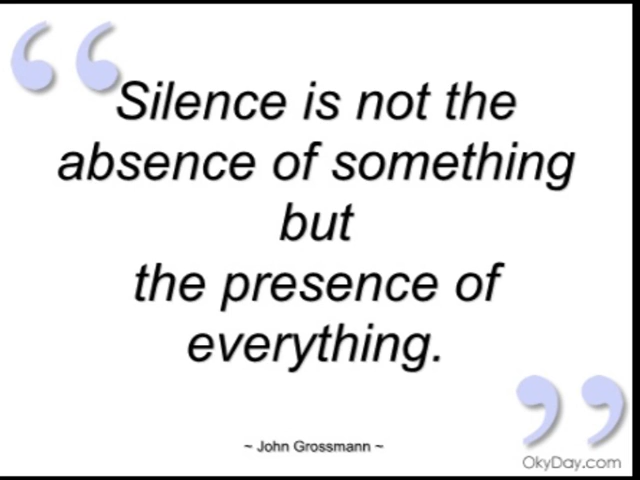 Silence is not the
absence of something
but
the presence of
everything.
~ John Grossmann ~
OkyDay.com